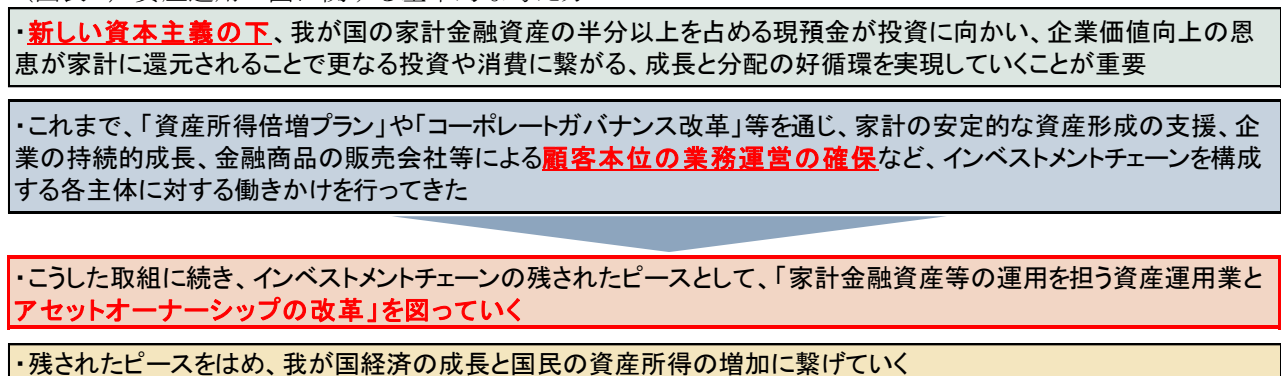 ・新しい資本主義の下、我が国の家計金融資産の半分以上を占める現預金が投資に向かい、企業価値向上の恩
恵が家計に還元されることで更なる投資や消費に繋がる、成長と分配の好循環を実現していくことが重要
・これまで、「資産所得倍増プラン」や「コーポレートガバナンス改革」等を通じ、家計の安定的な資産形成の支援、企
業の持続的成長、金融商品の販売会社等による顧客本位の業務運営の確保など、インベストメントチェーンを構成
する各主体に対する働きかけを行ってきた
・こうした取組に続き、インベストメントチェーンの残されたピースとして、「家計金融資産等の運用を担う資産運用業と
アセットオーナーシップの改革」を図っていく
・残されたピースをはめ、我が国経済の成長と国民の資産所得の増加に繋げていく